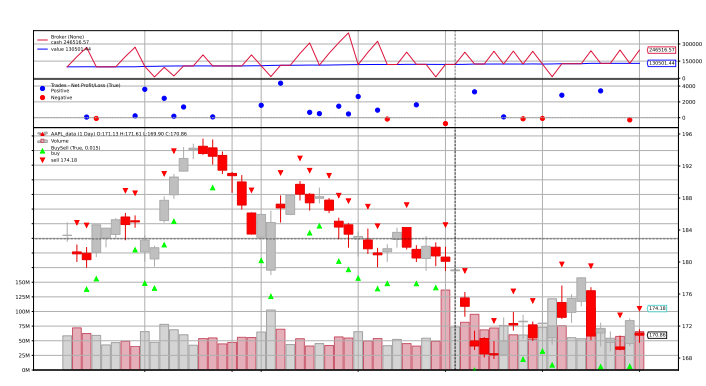 Broker (None)
cash 246516.57
value 130501.44
300000
246516.57
150000
130501.44
0
Trades - Net Profit/Loss (True)
Positive
Negative
4000
2000
0
AAPL_data (1 Day) O:171.13 H:171.61 L:169.90 C:170.86
Volume
BuySell (True, 0.015)
buy
sell 174.18
196
192
188
184
180
176
174.18
172
170.86
168
150M
125M
100M
75M
50M
25M
0M